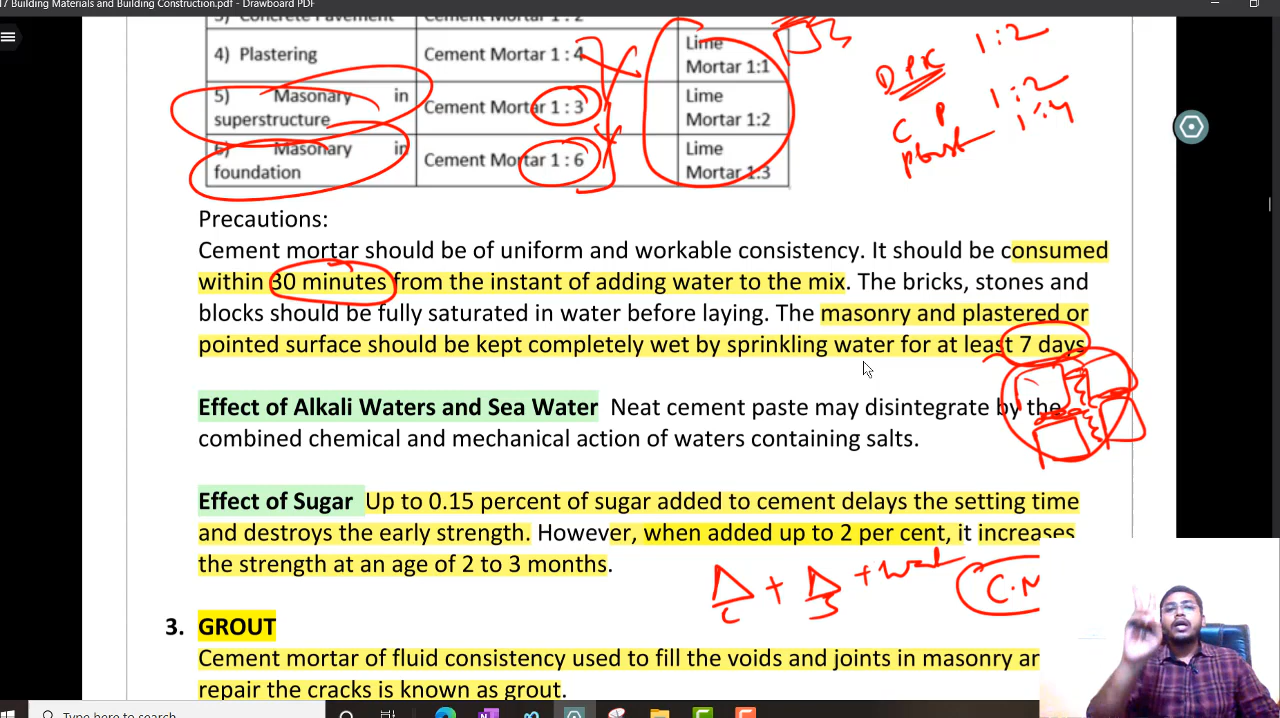 17 Building Materials and Building Construction.pdf - Drawboard PDF
3) Concrete Pavement Cement Mortar 1 : 2
4) Plastering Cement Mortar 1 : 4 Lime
Mortar 1:1
5) Masonary in
superstructure Cement Mortar 1 : 3 Lime
Mortar 1:2
6) Masonary in
foundation Cement Mortar 1 : 6 Lime
Mortar 1:3
DPC 1:2
C P 1:2
1:4
Precautions:
Cement mortar should be of uniform and workable consistency. It should be consumed
within 30 minutes from the instant of adding water to the mix. The bricks, stones and
blocks should be fully saturated in water before laying. The masonry and plastered or
pointed surface should be kept completely wet by sprinkling water for at least 7 days
Effect of Alkali Waters and Sea Water Neat cement paste may disintegrate by the
combined chemical and mechanical action of waters containing salts.
Effect of Sugar Up to 0.15 percent of sugar added to cement delays the setting time
and destroys the early strength. However, when added up to 2 per cent, it increases
the strength at an age of 2 to 3 months.
C + S + wat C.M
3. GROUT
Cement mortar of fluid consistency used to fill the voids and joints in masonry an
repair the cracks is known as grout.
Type here to search